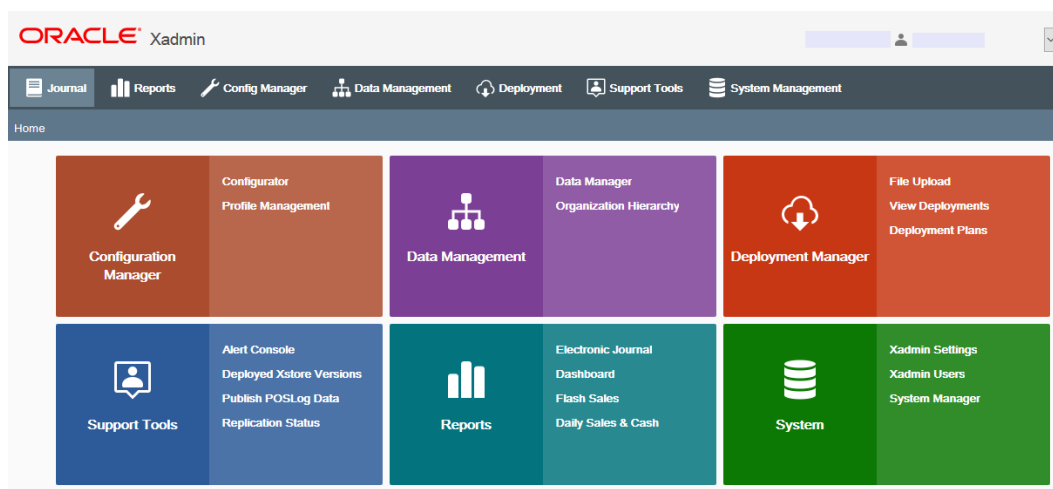 ORACLE® Xadmin
Journal Reports Config Manager Data Management Deployment Support Tools System Management
Home
Configuration
Manager
Configurator
Profile Management
Data Management
Data Manager
Organization Hierarchy
Deployment Manager
File Upload
View Deployments
Deployment Plans
Support Tools
Alert Console
Deployed Xstore Versions
Publish POSLog Data
Replication Status
Reports
Electronic Journal
Dashboard
Flash Sales
Daily Sales & Cash
System
Xadmin Settings
Xadmin Users
System Manager